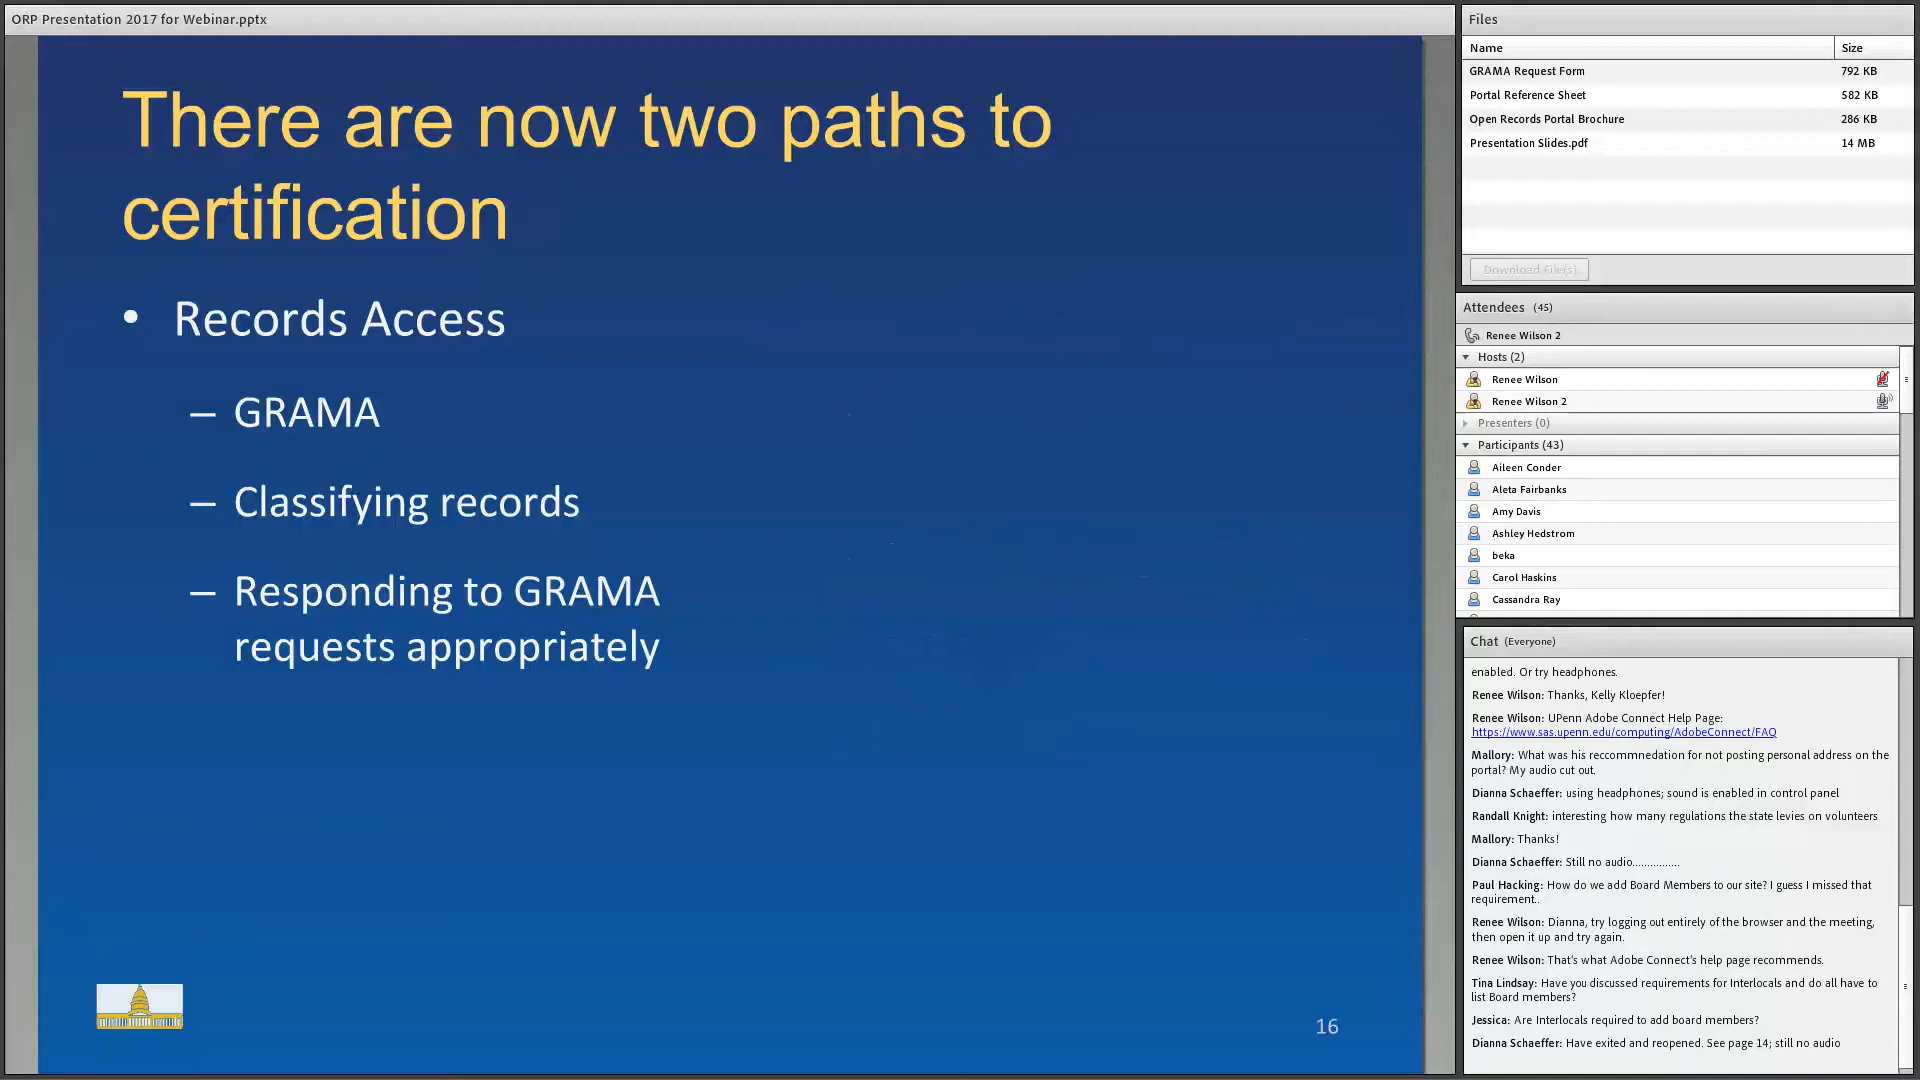 ORP Presentation 2017 for Webinar.pptx
There are now two paths to
certification
• Records Access
– GRAMA
– Classifying records
– Responding to GRAMA
requests appropriately
16
Files
Name Size
GRAMA Request Form 792 KB
Portal Reference Sheet 582 KB
Open Records Portal Brochure 286 KB
Presentation Slides.pdf 14 MB
Download File(s)
Attendees (45)
Renee Wilson 2
Hosts (2)
Renee Wilson
Renee Wilson 2
Presenters (0)
Participants (43)
Aileen Conder
Aleta Fairbanks
Amy Davis
Ashley Hedstrom
beka
Carol Haskins
Cassandra Ray
Chat (Everyone)
enabled. Or try headphones.
Renee Wilson: Thanks, Kelly Kloepfer!
Renee Wilson: UPenn Adobe Connect Help Page:
https://www.sas.upenn.edu/computing/AdobeConnect/FAQ
Mallory: What was his reccommnedation for not posting personal address on the
portal? My audio cut out.
Dianna Schaeffer: using headphones; sound is enabled in control panel
Randall Knight: interesting how many regulations the state levies on volunteers
Mallory: Thanks!
Dianna Schaeffer: Still no audio...............
Paul Hacking: How do we add Board Members to our site? I guess I missed that
requirement..
Renee Wilson: Dianna, try logging out entirely of the browser and the meeting,
then open it up and try again.
Renee Wilson: That's what Adobe Connect's help page recommends.
Tina Lindsay: Have you discussed requirements for Interlocals and do all have to
list Board members?
Jessica: Are Interlocals required to add board members?
Dianna Schaeffer: Have exited and reopened. See page 14; still no audio